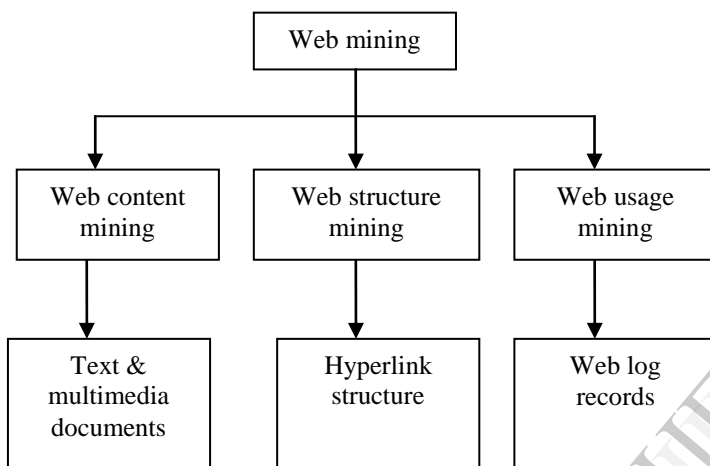 Web mining
Web content
mining
Web structure
mining
Web usage
mining
Text &
multimedia
documents
Hyperlink
structure
Web log
records